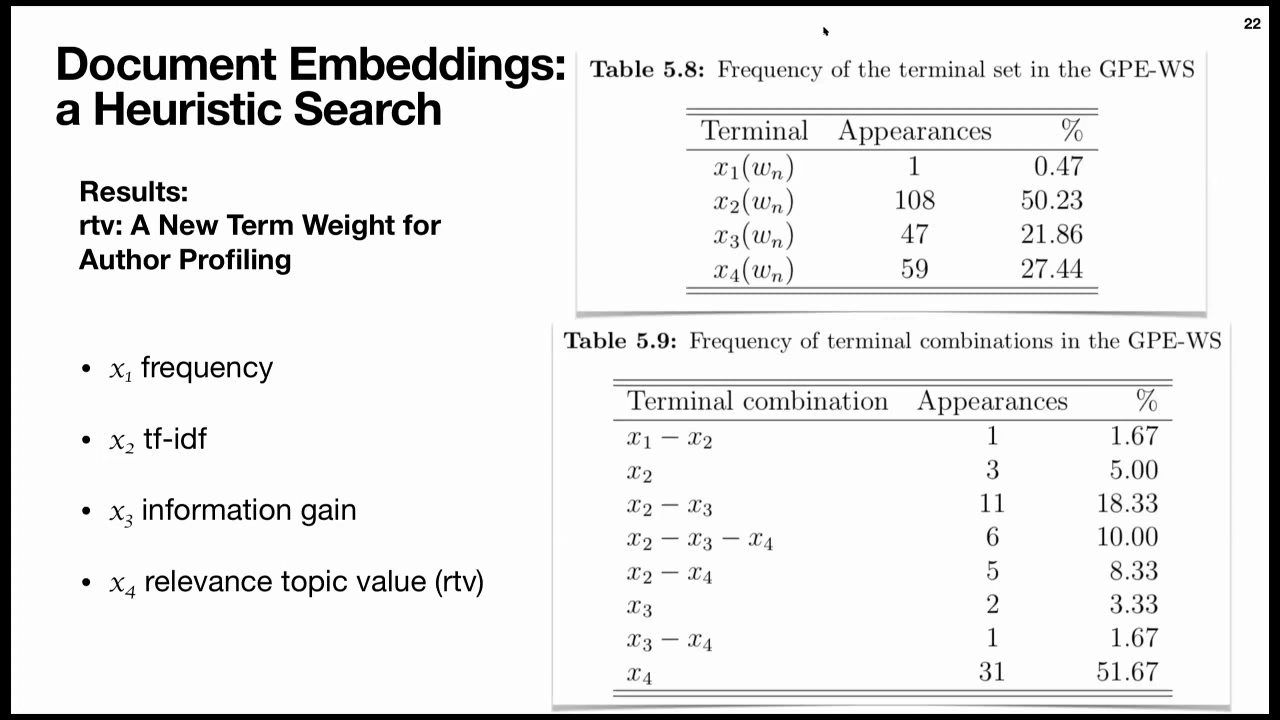 22
Document Embeddings:
a Heuristic Search
Results:
rtv: A New Term Weight for
Author Profiling
• x₁ frequency
• x₂ tf-idf
• x₃ information gain
• x₄ relevance topic value (rtv)
Table 5.8: Frequency of the terminal set in the GPE-WS
Terminal Appearances %
x₁(wₙ) 1 0.47
x₂(wₙ) 108 50.23
x₃(wₙ) 47 21.86
x₄(wₙ) 59 27.44
Table 5.9: Frequency of terminal combinations in the GPE-WS
Terminal combination Appearances %
x₁ − x₂ 1 1.67
x₂ 3 5.00
x₂ − x₃ 11 18.33
x₂ − x₃ − x₄ 6 10.00
x₂ − x₄ 5 8.33
x₃ 2 3.33
x₃ − x₄ 1 1.67
x₄ 31 51.67